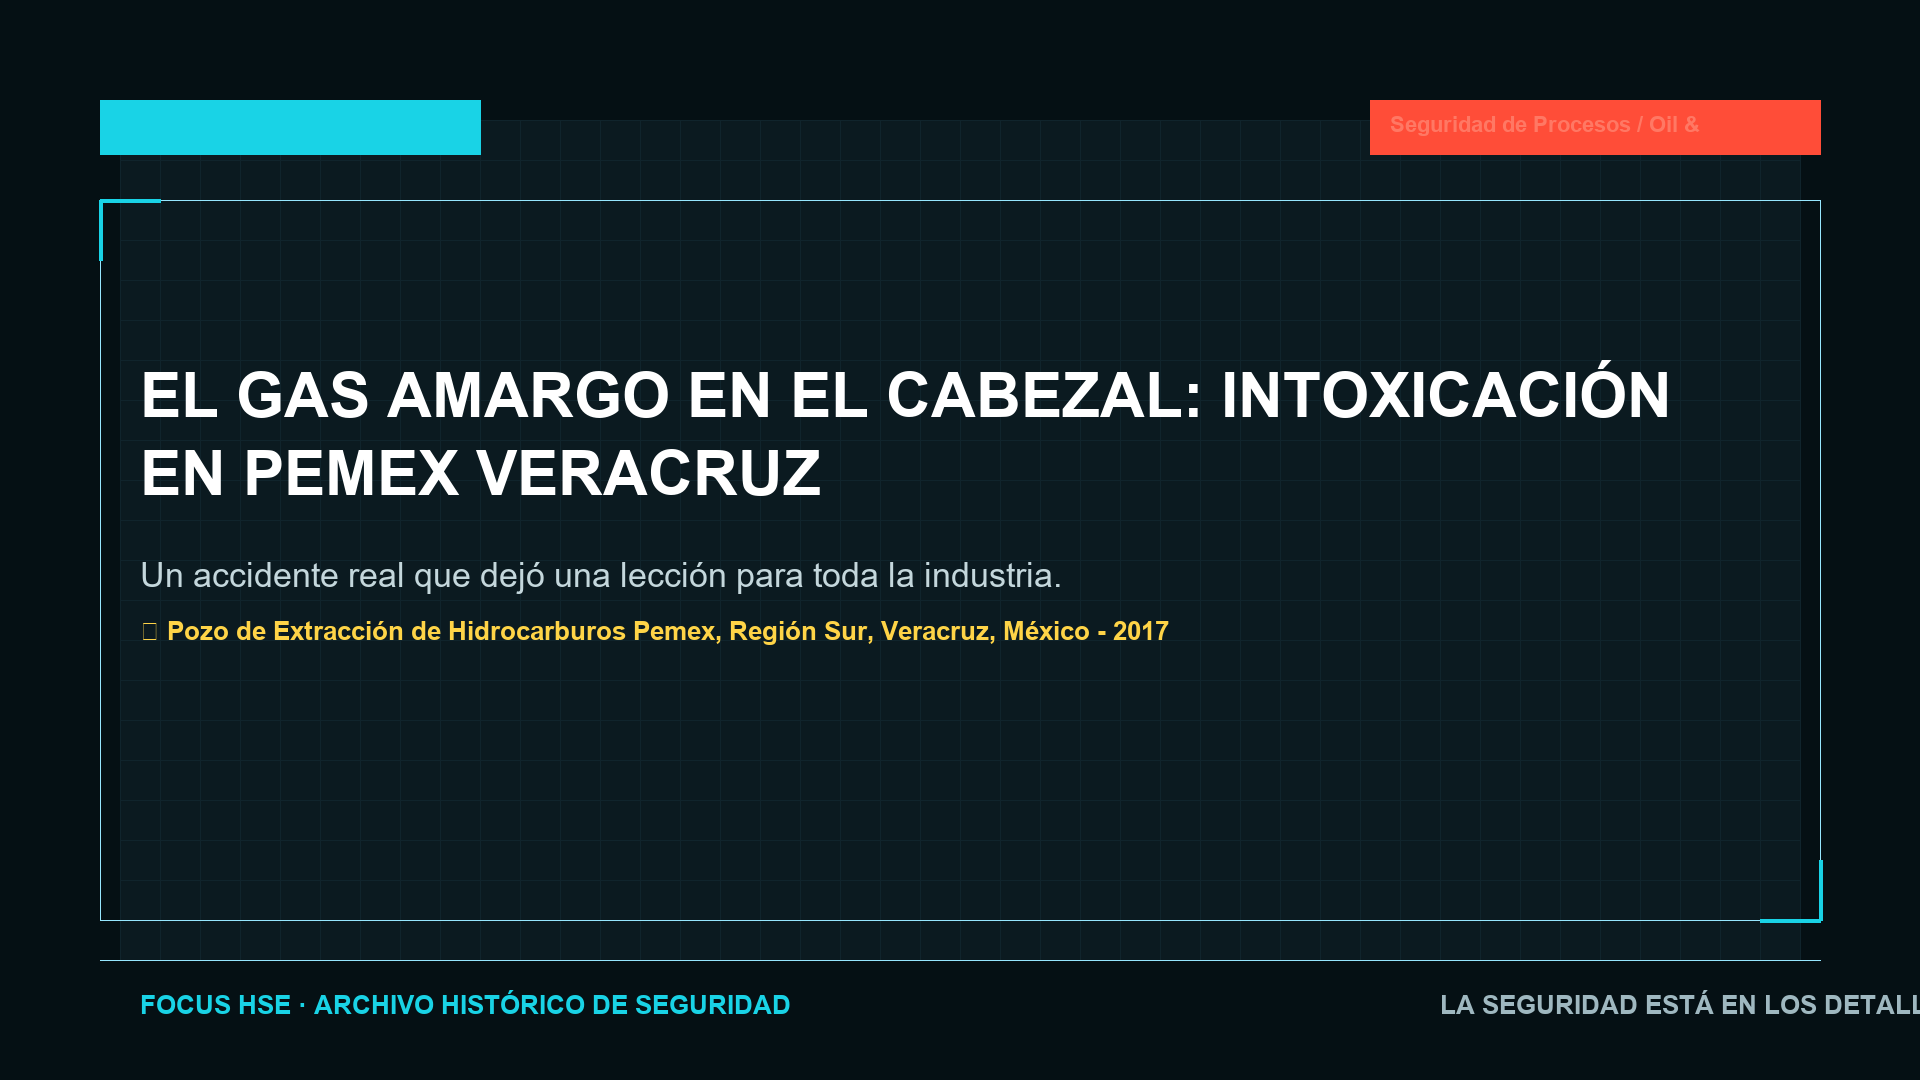 Seguridad de Procesos / Oil &
EL GAS AMARGO EN EL CABEZAL: INTOXICACIÓN
EN PEMEX VERACRUZ
Un accidente real que dejó una lección para toda la industria.
Pozo de Extracción de Hidrocarburos Pemex, Región Sur, Veracruz, México - 2017
FOCUS HSE · ARCHIVO HISTÓRICO DE SEGURIDAD
LA SEGURIDAD ESTÁ EN LOS DETALL